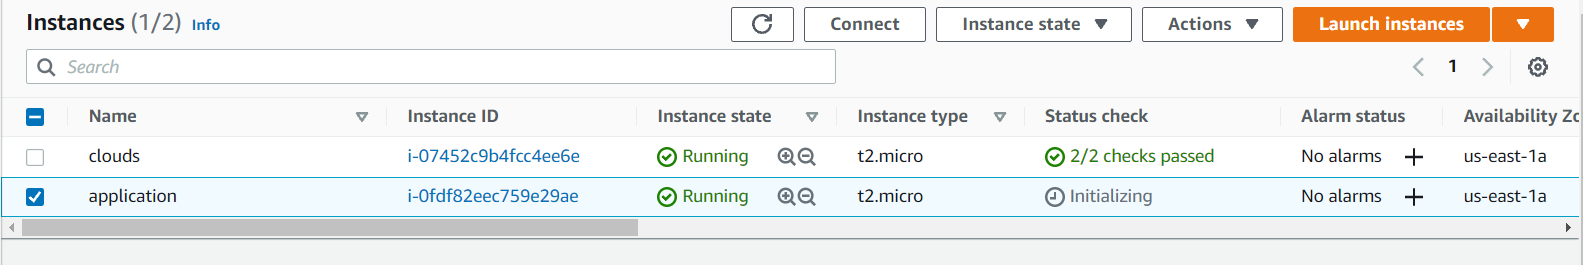 Instances (1/2) Info Connect Instance state Actions Launch instances
Search 1
Name Instance ID Instance state Instance type Status check Alarm status Availability Zo
clouds i-07452c9b4fcc4ee6e Running t2.micro 2/2 checks passed No alarms + us-east-1a
application i-0fdf82eec759e29ae Running t2.micro Initializing No alarms + us-east-1a